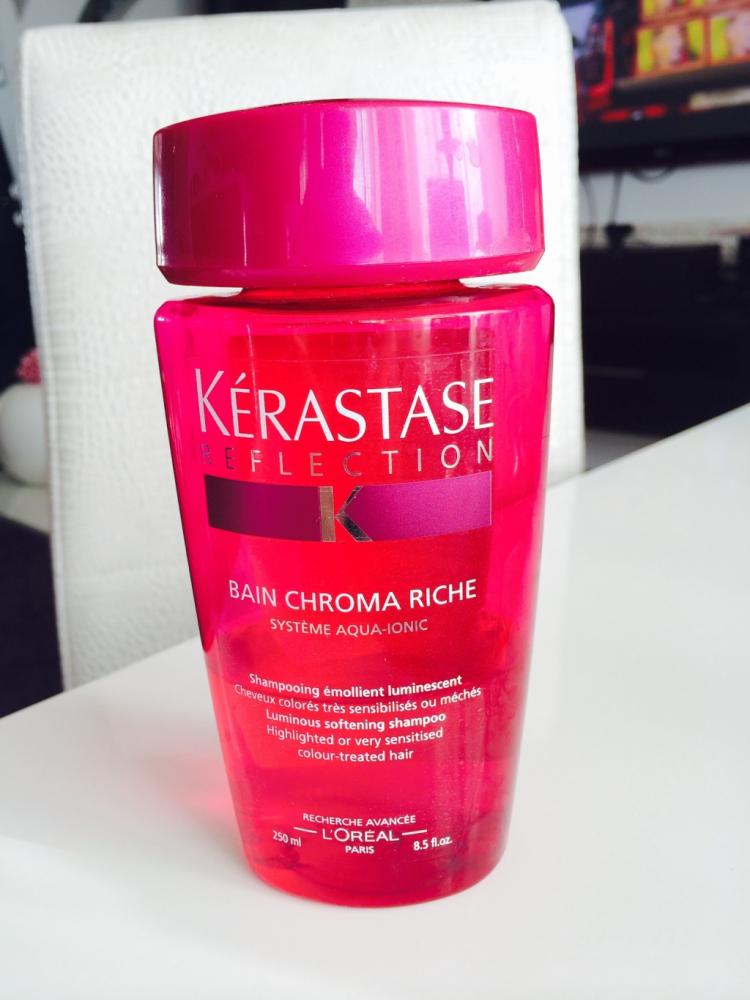 KÉRASTASE
REFLECTION
K
BAIN CHROMA RICHE
SYSTÈME AQUA-IONIC
Shampooing émollient luminescent
Cheveux colorés très sensibilisés ou méchés
Luminous softening shampoo
Highlighted or very sensitised
colour-treated hair
RECHERCHE AVANCÉE
L'ORÉAL
PARIS
250 ml
8.5 fl.oz.